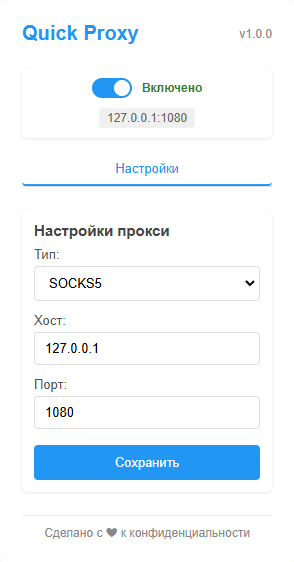 Quick Proxy
v1.0.0
Включено
127.0.0.1:1080
Настройки
Настройки прокси
Тип:
SOCKS5
Хост:
127.0.0.1
Порт:
1080
Сохранить
Сделано с ❤ к конфиденциальности